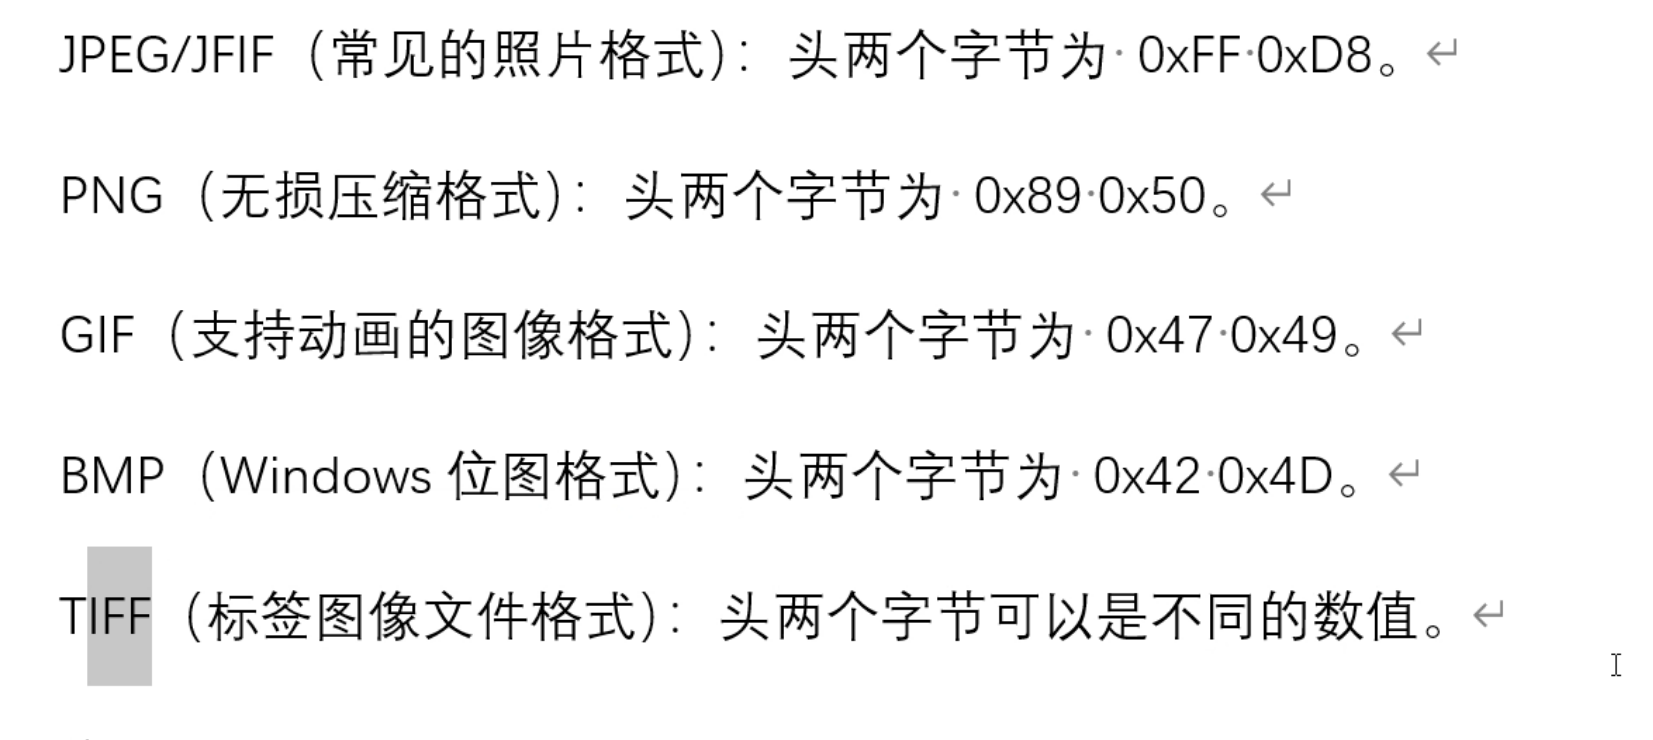 JPEG/JFIF（常见的照片格式）：头两个字节为 0xFF 0xD8。
PNG（无损压缩格式）：头两个字节为 0x89 0x50。
GIF（支持动画的图像格式）：头两个字节为 0x47 0x49。
BMP（Windows 位图格式）：头两个字节为 0x42 0x4D。
TIFF（标签图像文件格式）：头两个字节可以是不同的数值。